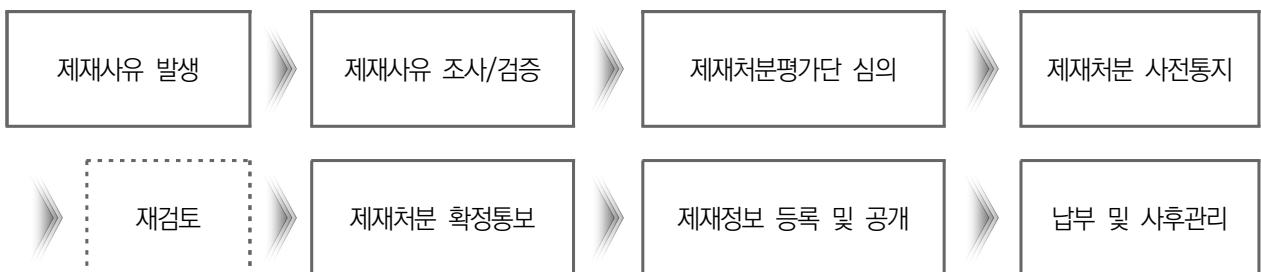 제재사유 발생
제재사유 조사/검증
제재처분평가단 심의
제재처분 사전통지
재검토
제재처분 확정통보
제재정보 등록 및 공개
납부 및 사후관리